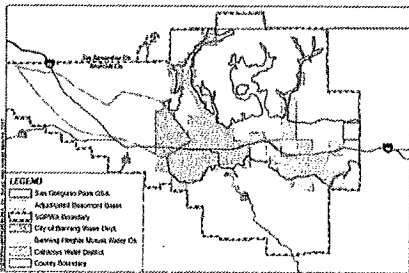 San Bernardino Co.
Riverside Co.
LEGEND
San Gorgonio Pass GSA
Adjudicated Beaumont Basin
SGPWA Boundary
City of Banning Water Dept.
Banning Heights Mutual Water Co.
Cabazon Water District
County Boundary